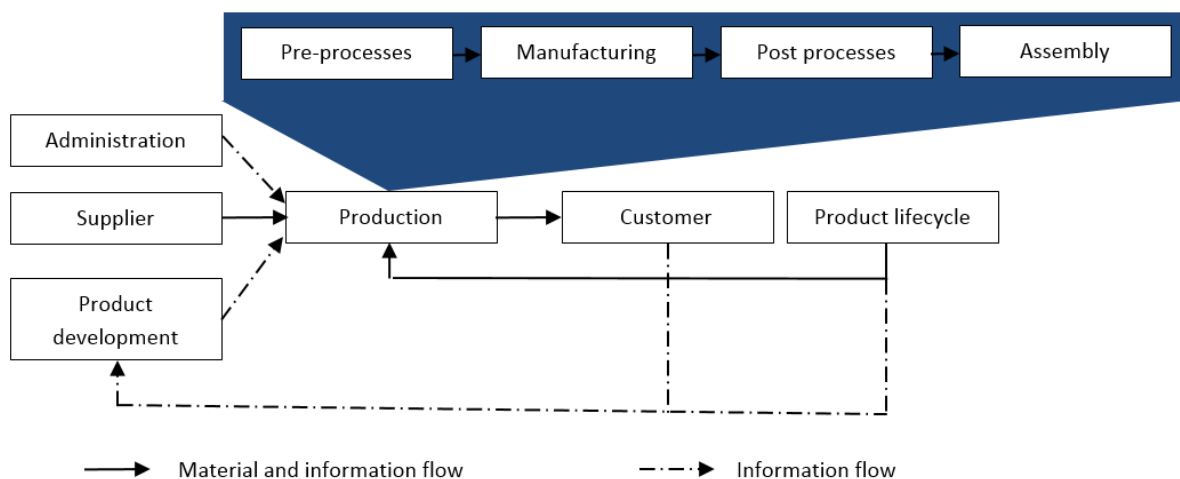 Pre-processes
Manufacturing
Post processes
Assembly
Administration
Supplier
Production
Customer
Product lifecycle
Product
development
Material and information flow
Information flow